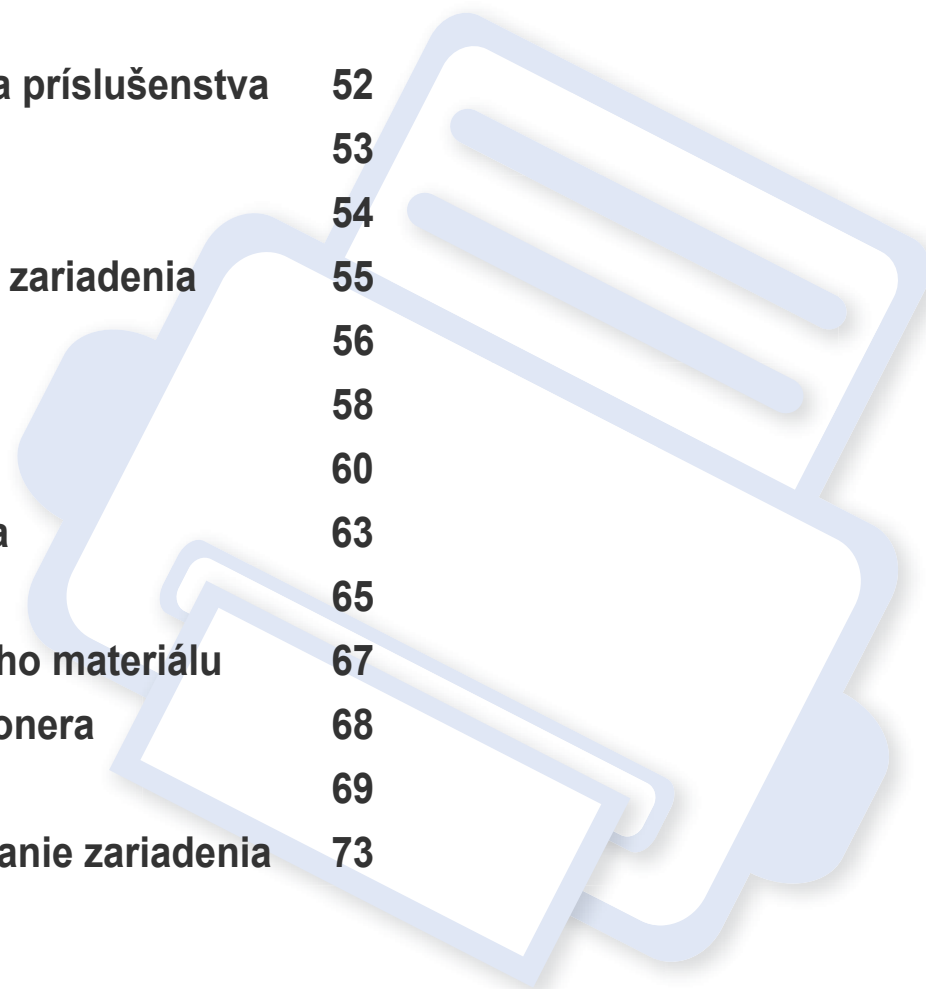 a príslušenstva 52
53
54
zariadenia 55
56
58
60
a 63
65
ho materiálu 67
onera 68
69
anie zariadenia 73